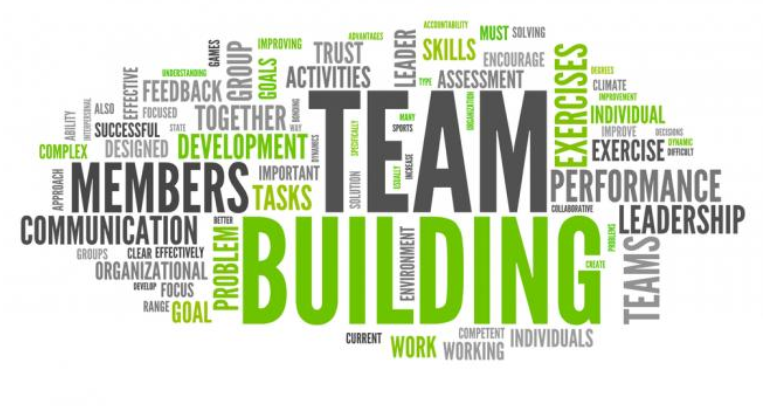 ACCOUNTABILITY
ADVANTAGES
MUST SOLVING
IMPROVING
TRUST
LEADER
SKILLS
ENCOURAGE
GAMES
GROUP
GOALS
ACTIVITIES
TYPE
ASSESSMENT
EXERCISES
DEGREES
CLIMATE
IMPROVEMENT
UNDERSTANDING
EFFECTIVE
FEEDBACK
ABILITY
INTERPERSONAL
ALSO
FOCUSED
TOGETHER
BONDING
WAY
MANY
SPORTS
ORGANIZATION
INDIVIDUAL
SUCCESSFUL
STATE
IMPROVE
DECISIONS
COMPLEX
DESIGNED
DEVELOPMENT
DYNAMICS
SPECIFICALLY
TEAM
EXERCISE
DYNAMIC
DIFFICULT
APPROACH
MEMBERS
IMPORTANT
TASKS
SOLUTION
USUALLY
INCREASE
PERFORMANCE
COLLABORATIVE
LEADERSHIP
COMMUNICATION
BETTER
PROBLEM
BUILDING
ENVIRONMENT
PROBLEMS
TEAMS
GROUPS
CLEAR
EFFECTIVELY
CREATE
ORGANIZATIONAL
DEVELOP
FOCUS
RANGE
GOAL
CURRENT
WORK
COMPETENT
WORKING
INDIVIDUALS